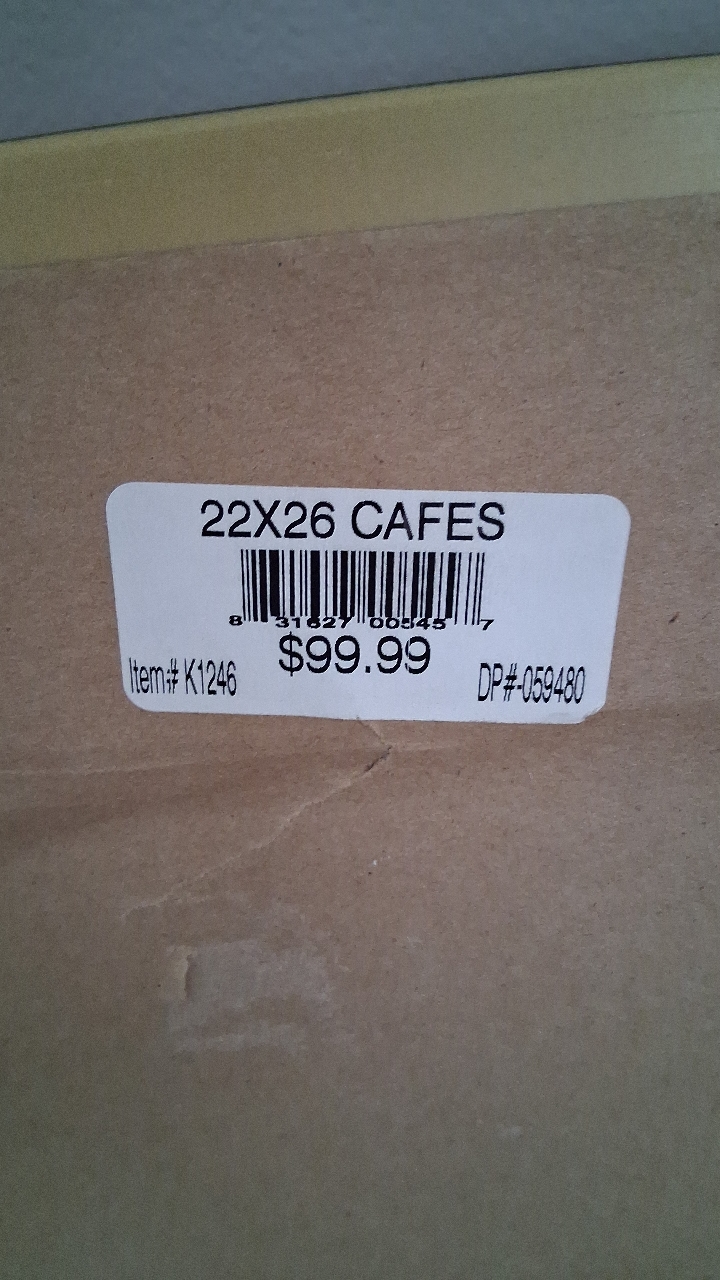 22X26 CAFES
8 31627 00545 7
$99.99
Item# K1246
DP#-059480